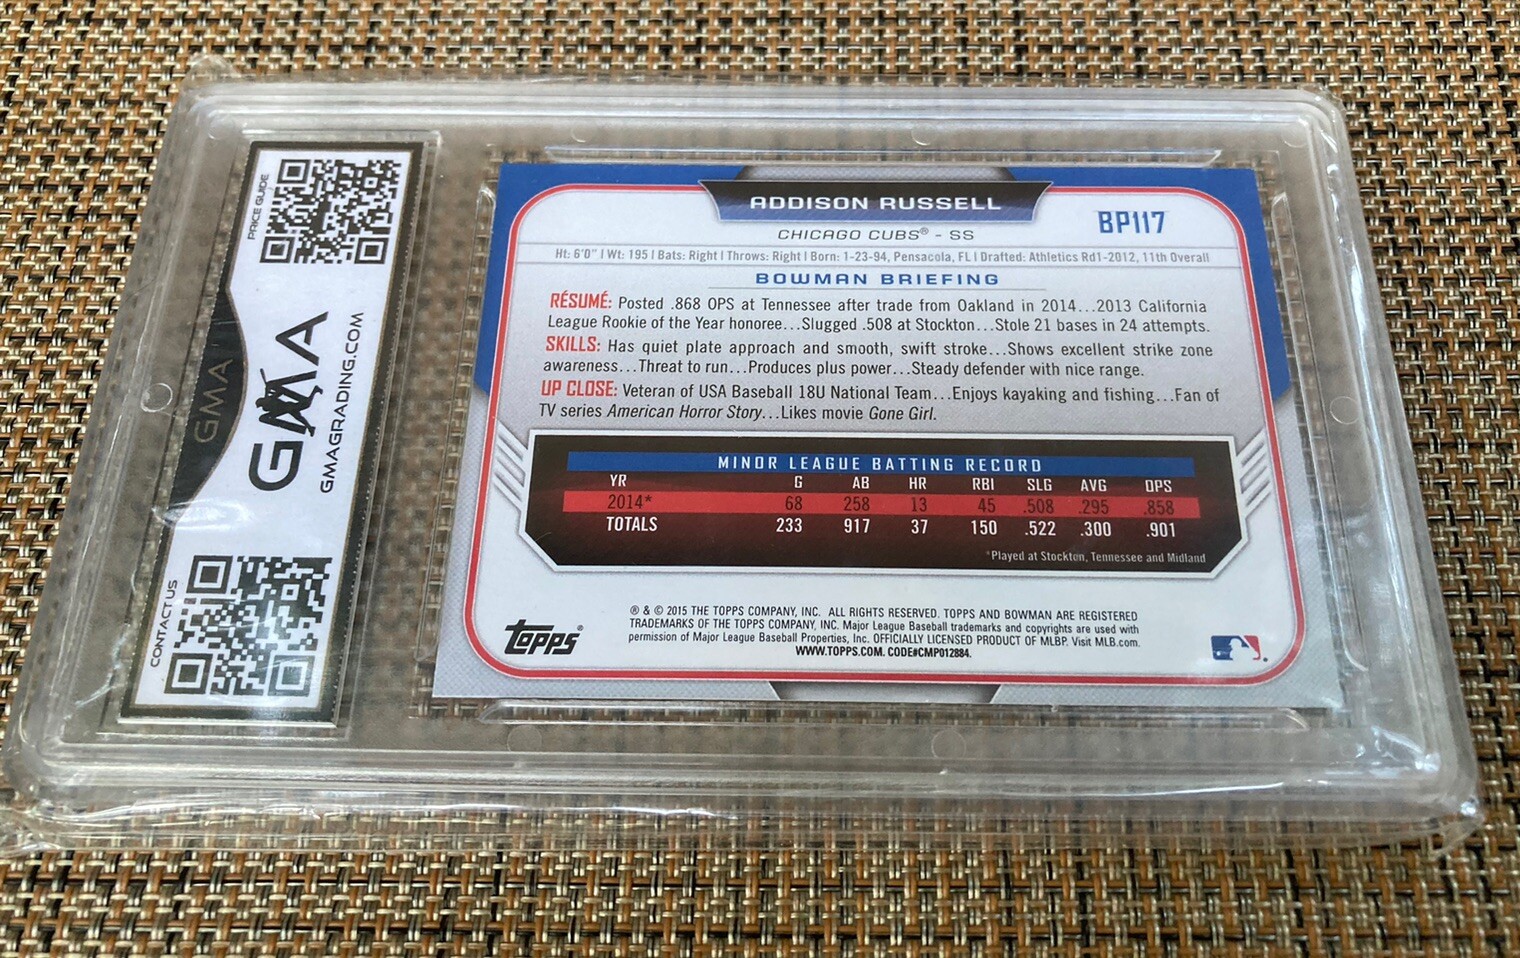 PRICE GUIDE
GMA
GMA
GMAGRADING.COM
CONTACT US
ADDISON RUSSELL
BP117
CHICAGO CUBS® - SS
Ht: 6'0" | Wt: 195 | Bats: Right | Throws: Right | Born: 1-23-94, Pensacola, FL | Drafted: Athletics Rd1-2012, 11th Overall
BOWMAN BRIEFING
RÉSUMÉ: Posted .868 OPS at Tennessee after trade from Oakland in 2014...2013 California
League Rookie of the Year honoree...Slugged .508 at Stockton...Stole 21 bases in 24 attempts.
SKILLS: Has quiet plate approach and smooth, swift stroke...Shows excellent strike zone
awareness...Threat to run...Produces plus power...Steady defender with nice range.
UP CLOSE: Veteran of USA Baseball 18U National Team...Enjoys kayaking and fishing...Fan of
TV series American Horror Story...Likes movie Gone Girl.
MINOR LEAGUE BATTING RECORD
YR G AB HR RBI SLG AVG OPS
2014* 68 258 13 45 .508 .295 .858
TOTALS 233 917 37 150 .522 .300 .901
*Played at Stockton, Tennessee and Midland
Topps®
® & © 2015 THE TOPPS COMPANY, INC. ALL RIGHTS RESERVED. TOPPS AND BOWMAN ARE REGISTERED
TRADEMARKS OF THE TOPPS COMPANY, INC. Major League Baseball trademarks and copyrights are used with
permission of Major League Baseball Properties, Inc. OFFICIALLY LICENSED PRODUCT OF MLBP. Visit MLB.com.
WWW.TOPPS.COM. CODE#CMP012884.